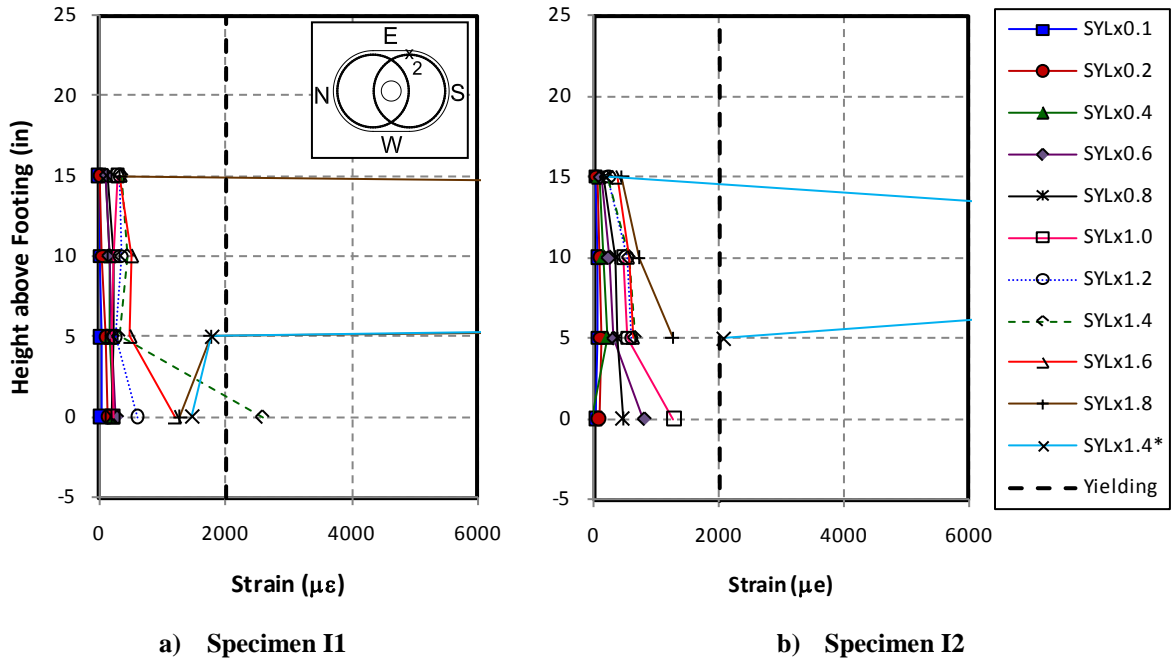 25
20
15
10
5
0
-5
Height above Footing (in)
0 2000 4000 6000
Strain (με)
E
2
N S
W
a) Specimen I1
25
20
15
10
5
0
-5
0 2000 4000 6000
Strain (μe)
b) Specimen I2
SYLx0.1
SYLx0.2
SYLx0.4
SYLx0.6
SYLx0.8
SYLx1.0
SYLx1.2
SYLx1.4
SYLx1.6
SYLx1.8
SYLx1.4*
Yielding